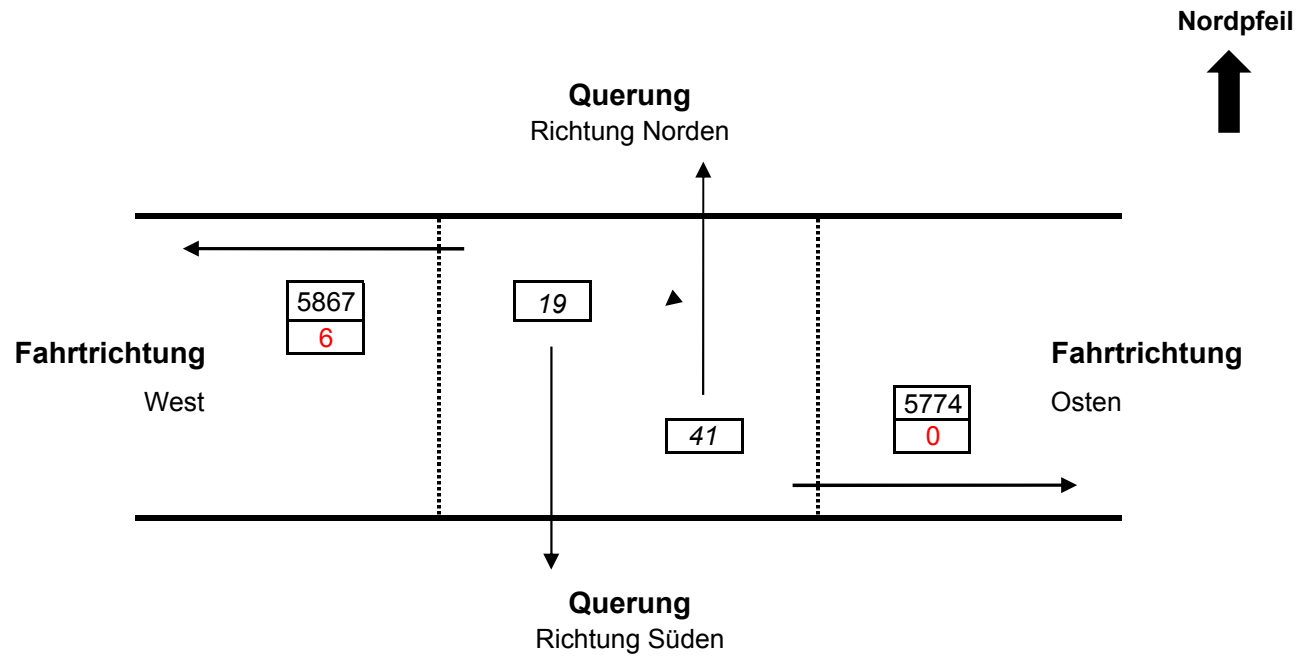 Nordpfeil
Querung
Richtung Norden
5867
6
19
Fahrtrichtung
West
Fahrtrichtung
Osten
5774
0
41
Querung
Richtung Süden